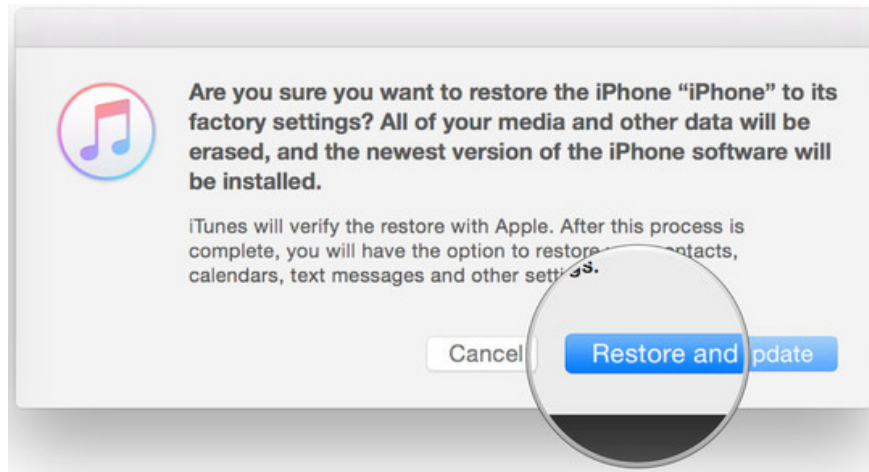 Are you sure you want to restore the iPhone “iPhone” to its
factory settings? All of your media and other data will be
erased, and the newest version of the iPhone software will
be installed.
iTunes will verify the restore with Apple. After this process is
complete, you will have the option to restore contacts,
calendars, text messages and other
gs.
Cancel Restore and pdate